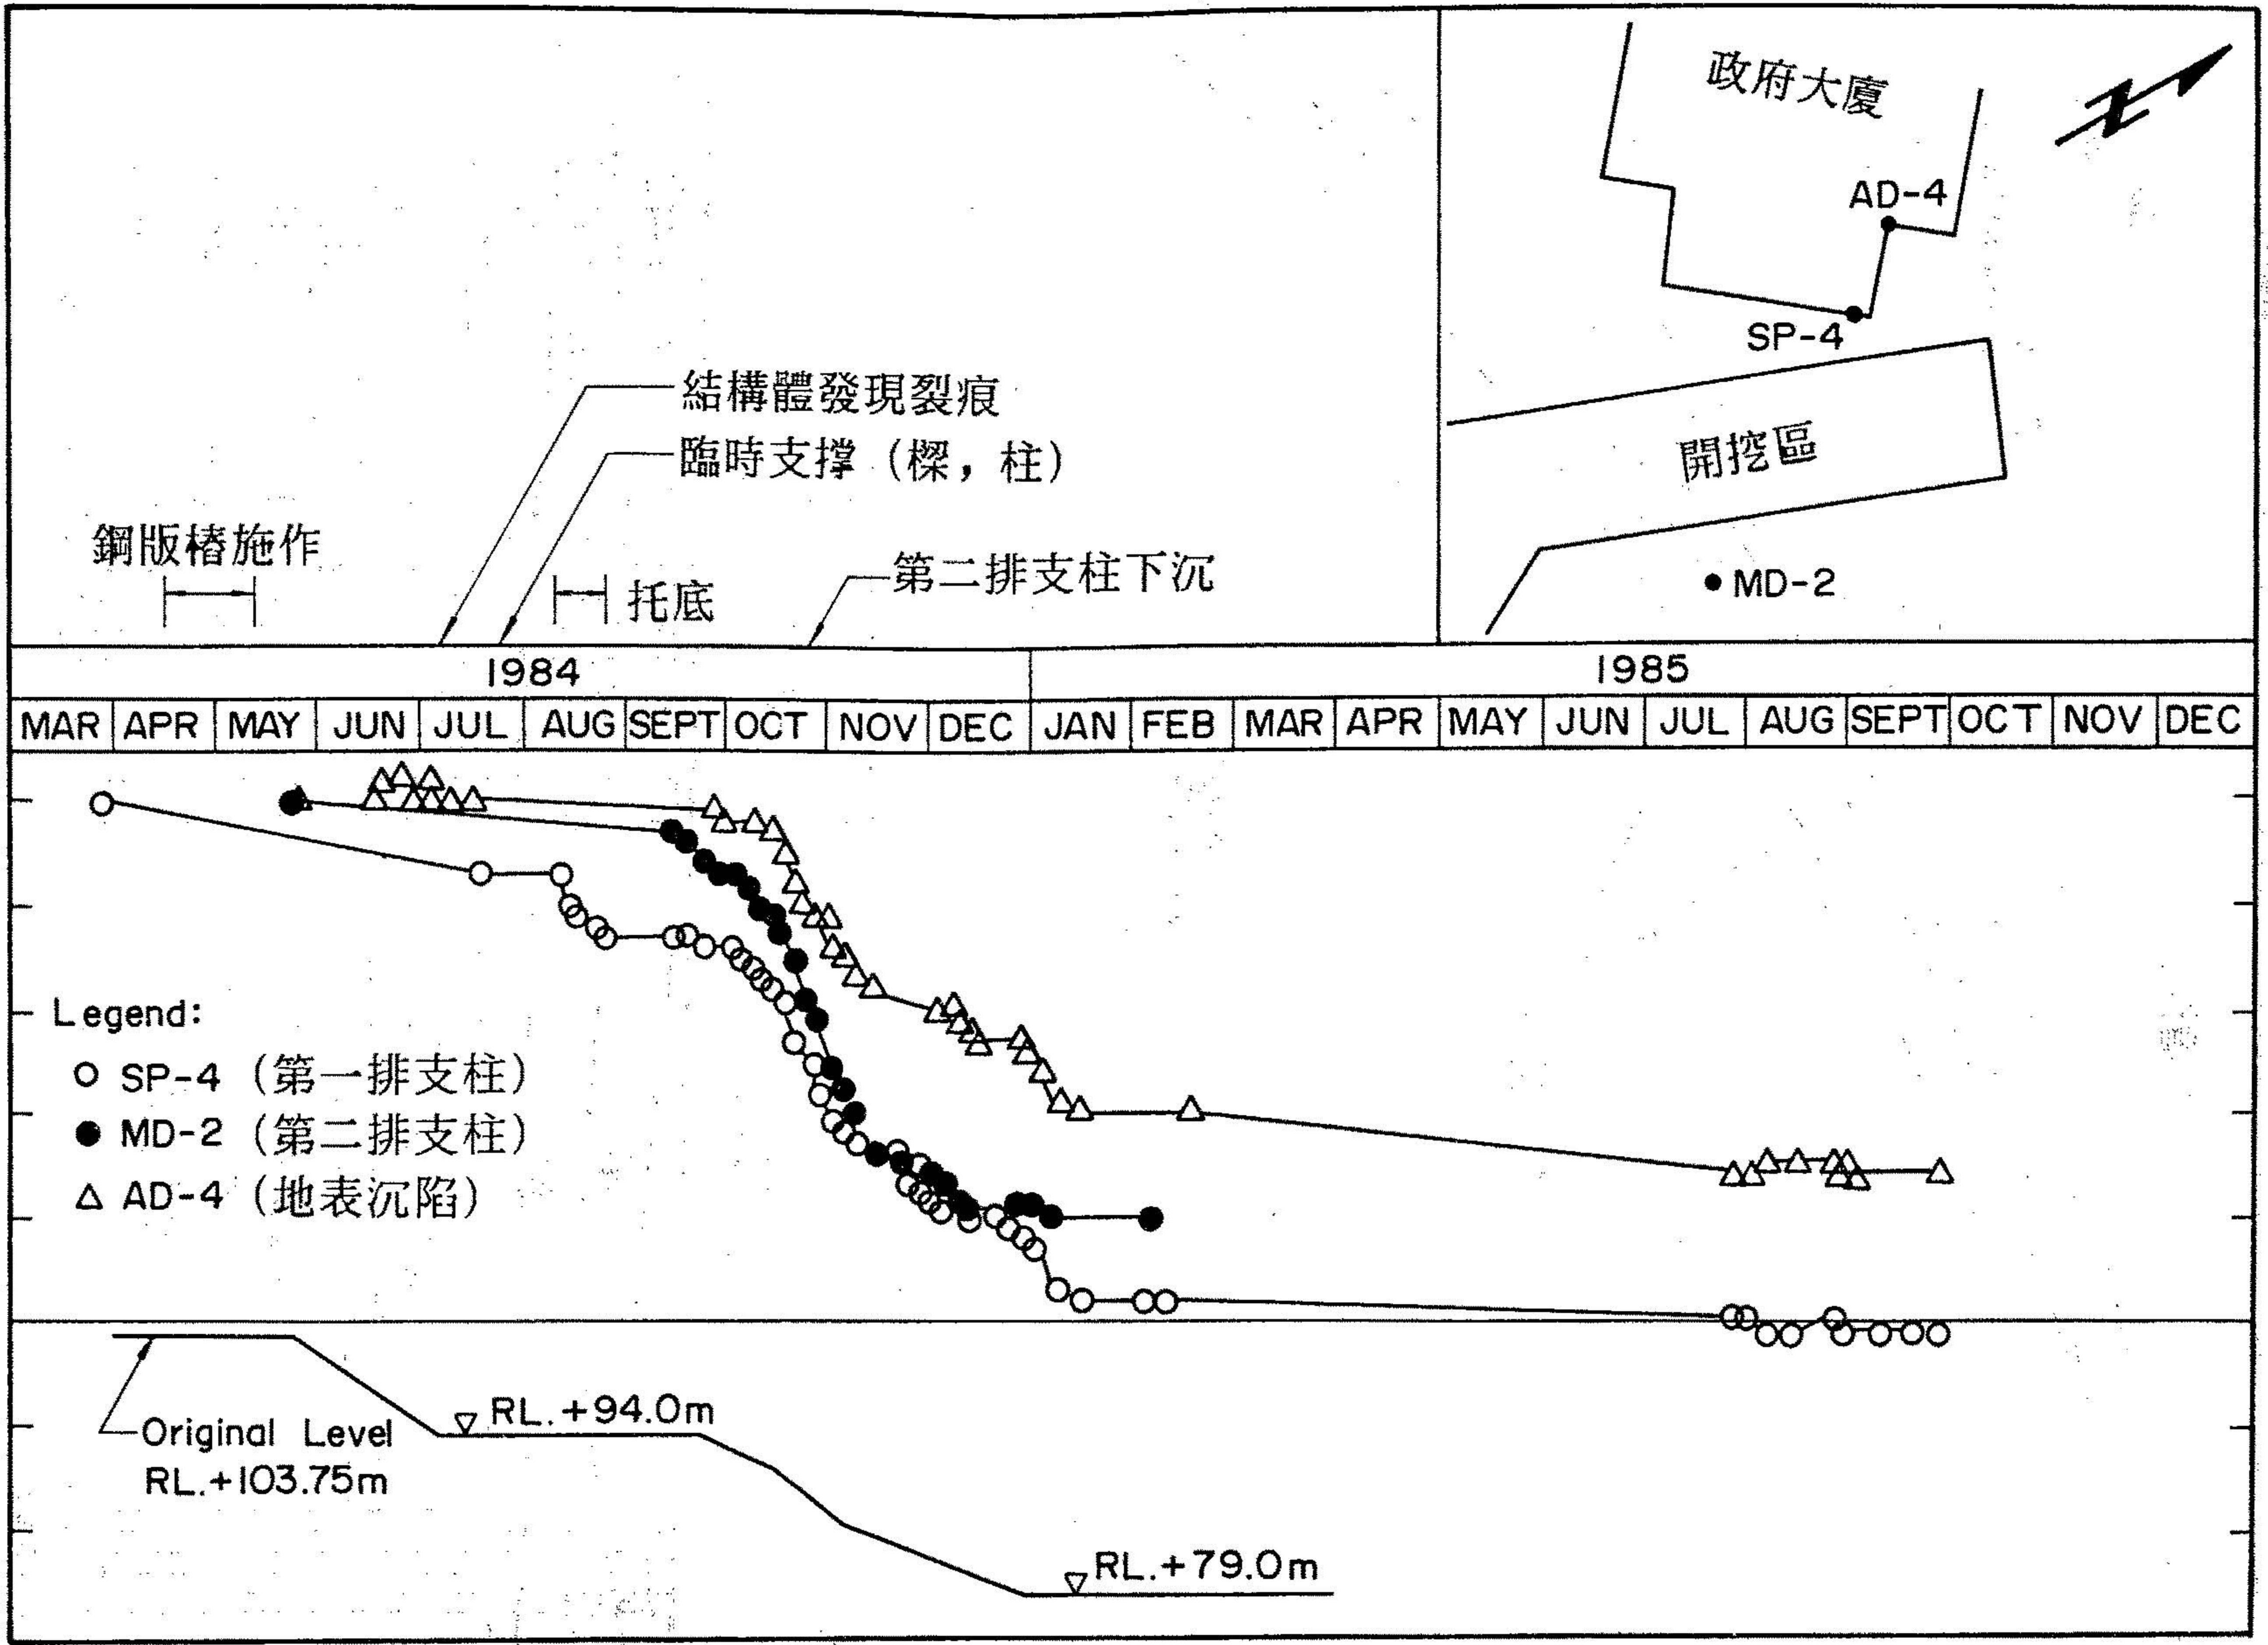 政府大廈
AD-4
SP-4
開挖區
MD-2
結構體發現裂痕
臨時支撐（樑，柱）
鋼版樁施作
托底
第二排支柱下沉
1984
1985
MAR APR MAY JUN JUL AUG SEPT OCT NOV DEC JAN FEB MAR APR MAY JUN JUL AUG SEPT OCT NOV DEC
Legend:
SP-4（第一排支柱）
MD-2（第二排支柱）
AD-4（地表沉陷）
RL.+94.0m
Original Level
RL.+103.75m
RL.+79.0m